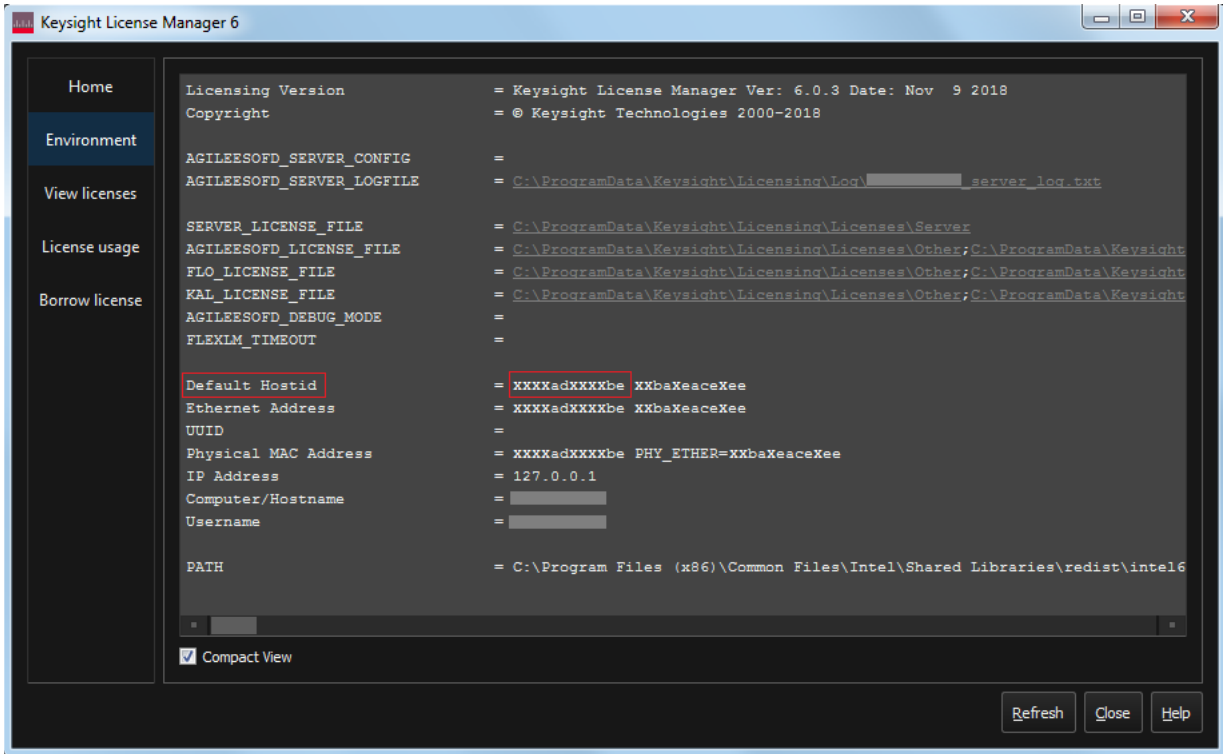 Keysight License Manager 6
Home
Environment
View licenses
License usage
Borrow license
Licensing Version = Keysight License Manager Ver: 6.0.3 Date: Nov 9 2018
Copyright = © Keysight Technologies 2000-2018
AGILEESOFD_SERVER_CONFIG =
AGILEESOFD_SERVER_LOGFILE = C:\ProgramData\Keysight\Licensing\Log\ _server_log.txt
SERVER_LICENSE_FILE = C:\ProgramData\Keysight\Licensing\Licenses\Server
AGILEESOFD_LICENSE_FILE = C:\ProgramData\Keysight\Licensing\Licenses\Other;C:\ProgramData\Keysight
FLO_LICENSE_FILE = C:\ProgramData\Keysight\Licensing\Licenses\Other;C:\ProgramData\Keysight
KAL_LICENSE_FILE = C:\ProgramData\Keysight\Licensing\Licenses\Other;C:\ProgramData\Keysight
AGILEESOFD_DEBUG_MODE =
FLEXLM_TIMEOUT =
Default Hostid = XXXXadXXXXbe XXbaXeaceXee
Ethernet Address = XXXXadXXXXbe XXbaXeaceXee
UUID =
Physical MAC Address = XXXXadXXXXbe PHY_ETHER=XXbaXeaceXee
IP Address = 127.0.0.1
Computer/Hostname =
Username =
PATH = C:\Program Files (x86)\Common Files\Intel\Shared Libraries\redist\intel6
Compact View
Refresh
Close
Help